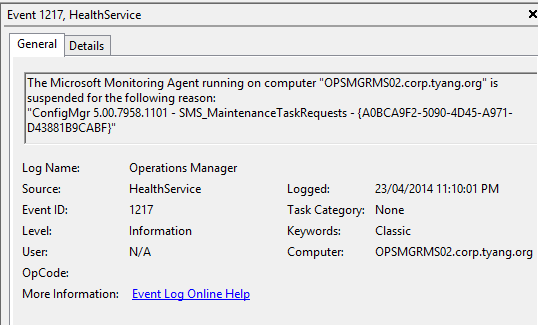 Event 1217, HealthService
General Details
The Microsoft Monitoring Agent running on computer "OPSMGRMS02.corp.tyang.org" is
suspended for the following reason:
"ConfigMgr 5.00.7958.1101 - SMS_MaintenanceTaskRequests - {A0BCA9F2-5090-4D45-A971-
D43881B9CABF}"
Log Name: Operations Manager
Source: HealthService Logged: 23/04/2014 11:10:01 PM
Event ID: 1217 Task Category: None
Level: Information Keywords: Classic
User: N/A Computer: OPSMGRMS02.corp.tyang.org
OpCode:
More Information: Event Log Online Help